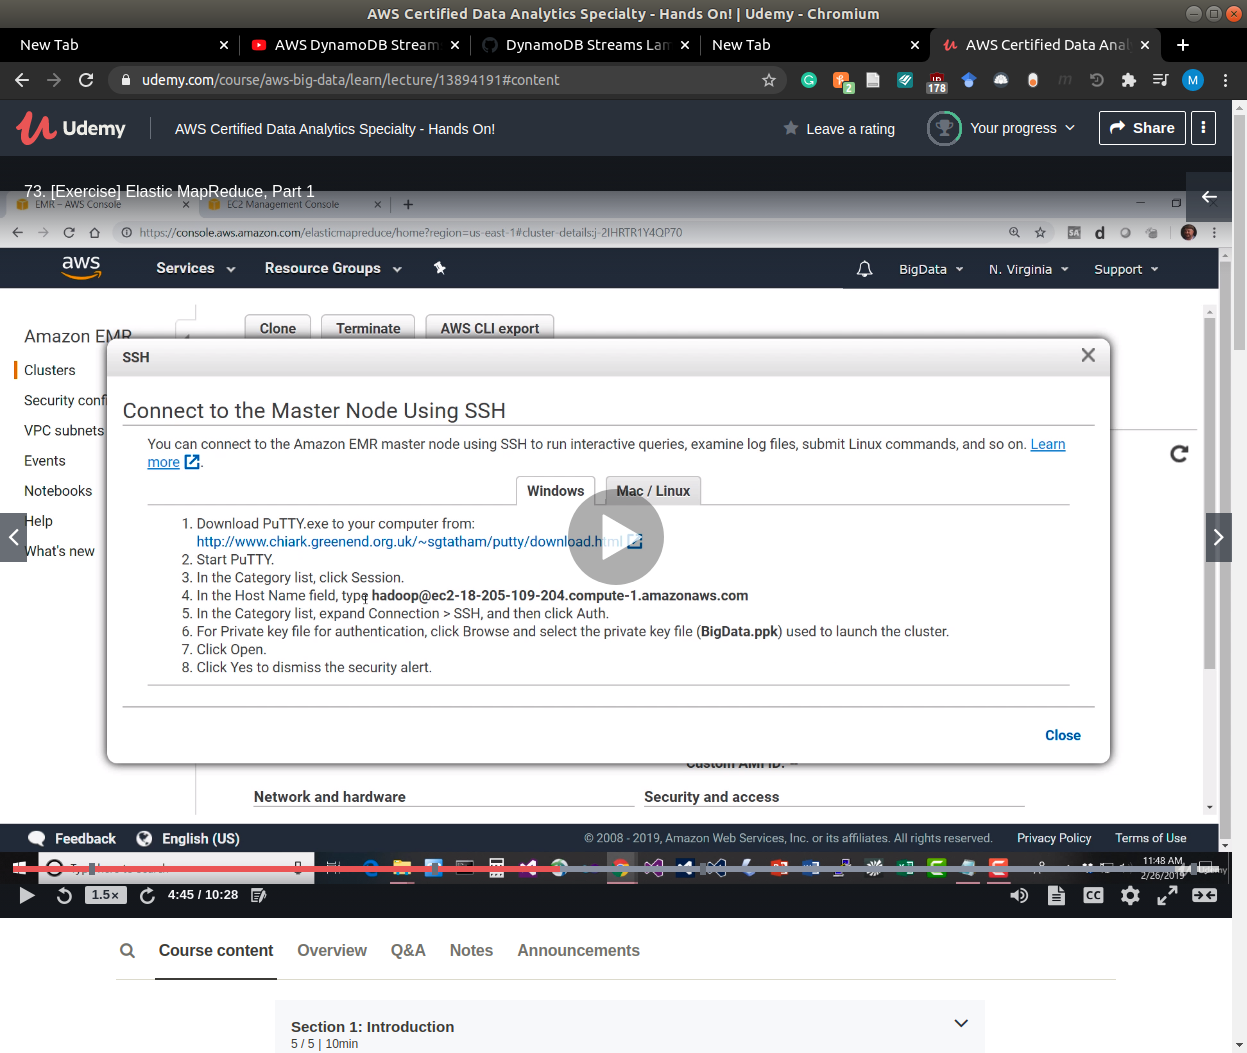 AWS Certified Data Analytics Specialty - Hands On! | Udemy - Chromium
New Tab
AWS DynamoDB Stream
DynamoDB Streams Lam
New Tab
AWS Certified Data Anal
udemy.com/course/aws-big-data/learn/lecture/13894191#content
2
178
M
Udemy
AWS Certified Data Analytics Specialty - Hands On!
Leave a rating
Your progress
Share
73. [Exercise] Elastic MapReduce, Part 1
EMR – AWS Console
EC2 Management Console
https://console.aws.amazon.com/elasticmapreduce/home?region=us-east-1#cluster-details:j-2IHRTR1Y4QP70
aws
Services
Resource Groups
BigData
N. Virginia
Support
Amazon EMR
Clone
Terminate
AWS CLI export
Clusters
Security conf
VPC subnets
Events
Notebooks
Help
What's new
SSH
Connect to the Master Node Using SSH
You can connect to the Amazon EMR master node using SSH to run interactive queries, examine log files, submit Linux commands, and so on. Learn
more
Windows
Mac / Linux
1. Download PuTTY.exe to your computer from:
http://www.chiark.greenend.org.uk/~sgtatham/putty/download.html
2. Start PuTTY.
3. In the Category list, click Session.
4. In the Host Name field, type hadoop@ec2-18-205-109-204.compute-1.amazonaws.com
5. In the Category list, expand Connection > SSH, and then click Auth.
6. For Private key file for authentication, click Browse and select the private key file (BigData.ppk) used to launch the cluster.
7. Click Open.
8. Click Yes to dismiss the security alert.
Close
Custom AMI ID: --
Network and hardware
Security and access
Feedback
English (US)
© 2008 - 2019, Amazon Web Services, Inc. or its affiliates. All rights reserved.
Privacy Policy
Terms of Use
11:48 AM
2/26/2019
1.5×
4:45 / 10:28
CC
Course content
Overview
Q&A
Notes
Announcements
Section 1: Introduction
5 / 5 | 10min